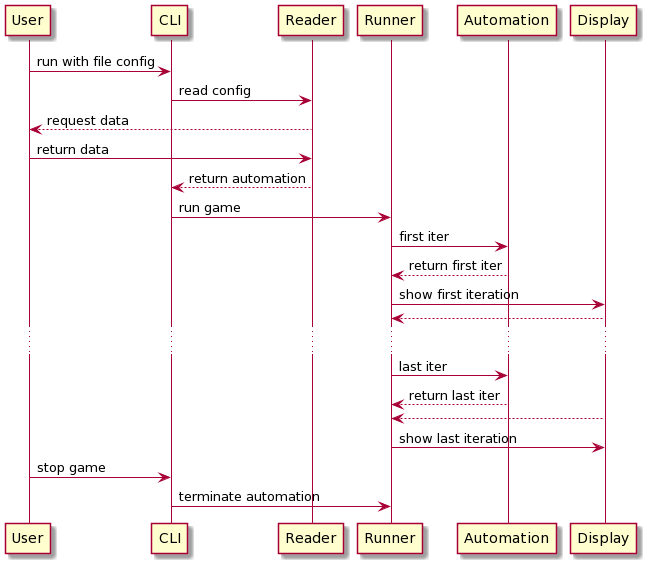 User CLI Reader Runner Automation Display
run with file config
read config
request data
return data
return automation
run game
first iter
return first iter
show first iteration
last iter
return last iter
show last iteration
stop game
terminate automation
User CLI Reader Runner Automation Display